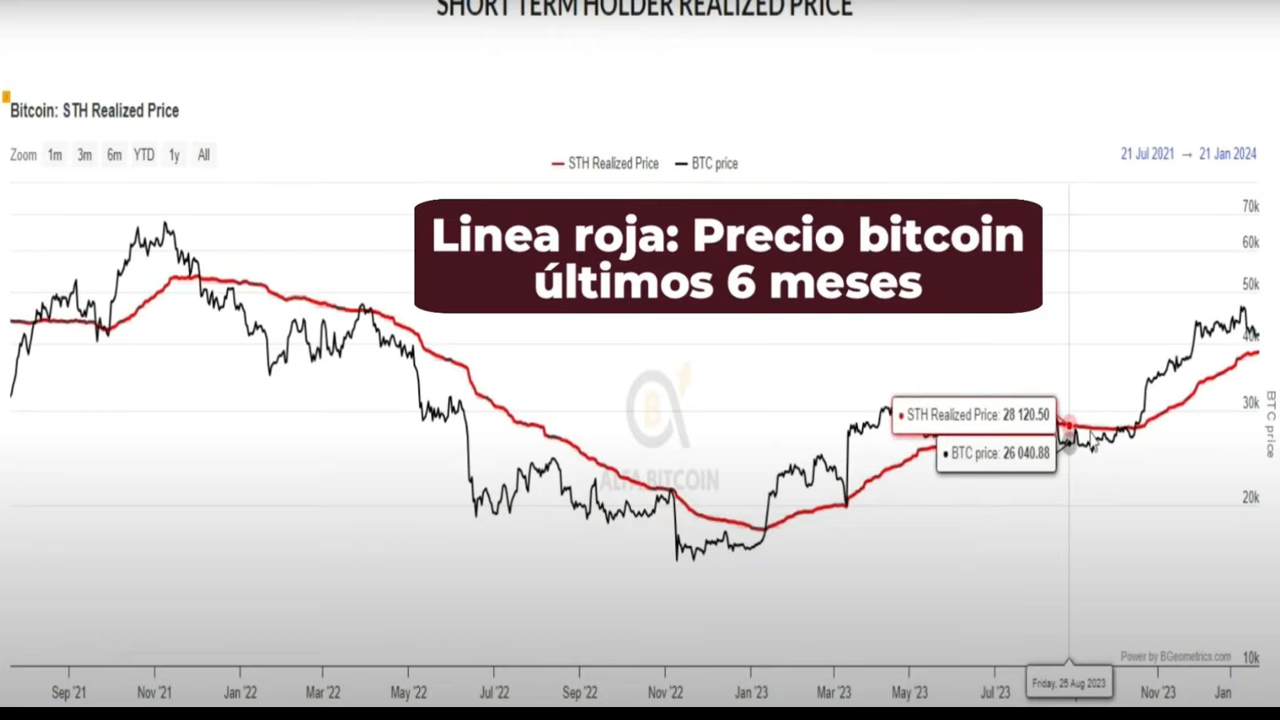 SHORT TERM HOLDER REALIZED PRICE
Bitcoin: STH Realized Price
Zoom 1m 3m 6m YTD 1y All
STH Realized Price BTC price
21 Jul 2021 → 21 Jan 2024
Linea roja: Precio bitcoin
últimos 6 meses
70k
60k
50k
40k
30k
20k
10k
BTC price
STH Realized Price: 28 120.50
BTC price: 26 040.88
ALFA BITCOIN
Power by BGeometrics.com
Sep '21 Nov '21 Jan '22 Mar '22 May '22 Jul '22 Sep '22 Nov '22 Jan '23 Mar '23 May '23 Jul '23 Nov '23 Jan
Friday, 25 Aug 2023